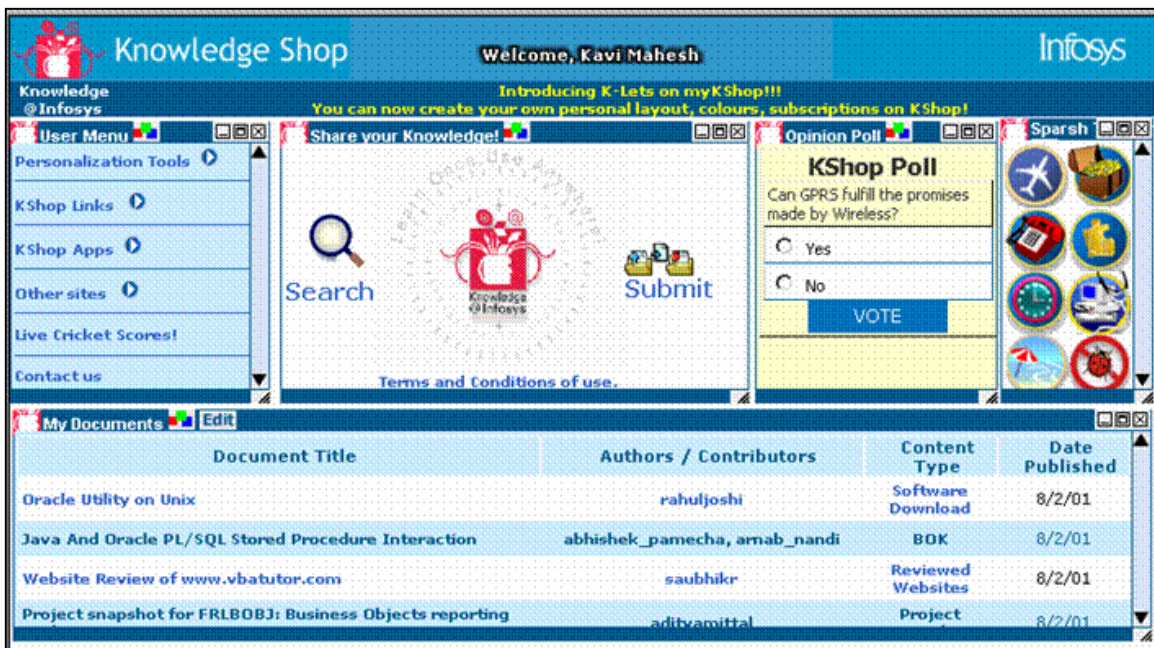 Knowledge Shop
Welcome, Kavi Mahesh
Infosys
Knowledge
@Infosys
Introducing K-Lets on myKShop!!!
You can now create your own personal layout, colours, subscriptions on KShop!
User Menu
Personalization Tools
KShop Links
KShop Apps
Other sites
Live Cricket Scores!
Contact us
Share your Knowledge!
Learn Once Use Anywhere
Search
Knowledge
@Infosys
Submit
Terms and Conditions of use.
Opinion Poll
KShop Poll
Can GPRS fulfill the promises
made by Wireless?
Yes
No
VOTE
Sparsh
My Documents Edit
Document Title Authors / Contributors Content Type Date Published
Oracle Utility on Unix rahuljoshi Software Download 8/2/01
Java And Oracle PL/SQL Stored Procedure Interaction abhishek_pamecha, arnab_nandi BOK 8/2/01
Website Review of www.vbatutor.com saubhikr Reviewed Websites 8/2/01
Project snapshot for FRLBOBJ: Business Objects reporting adityamittal Project 8/2/01